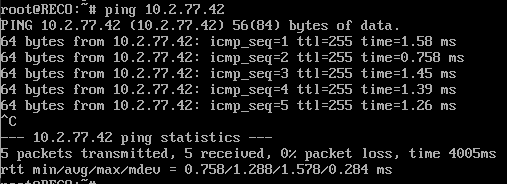 root@RECO:~# ping 10.2.77.42
PING 10.2.77.42 (10.2.77.42) 56(84) bytes of data.
64 bytes from 10.2.77.42: icmp_seq=1 ttl=255 time=1.58 ms
64 bytes from 10.2.77.42: icmp_seq=2 ttl=255 time=0.758 ms
64 bytes from 10.2.77.42: icmp_seq=3 ttl=255 time=1.45 ms
64 bytes from 10.2.77.42: icmp_seq=4 ttl=255 time=1.39 ms
64 bytes from 10.2.77.42: icmp_seq=5 ttl=255 time=1.26 ms
^C
--- 10.2.77.42 ping statistics ---
5 packets transmitted, 5 received, 0% packet loss, time 4005ms
rtt min/avg/max/mdev = 0.758/1.288/1.578/0.284 ms
root@RECO:~#